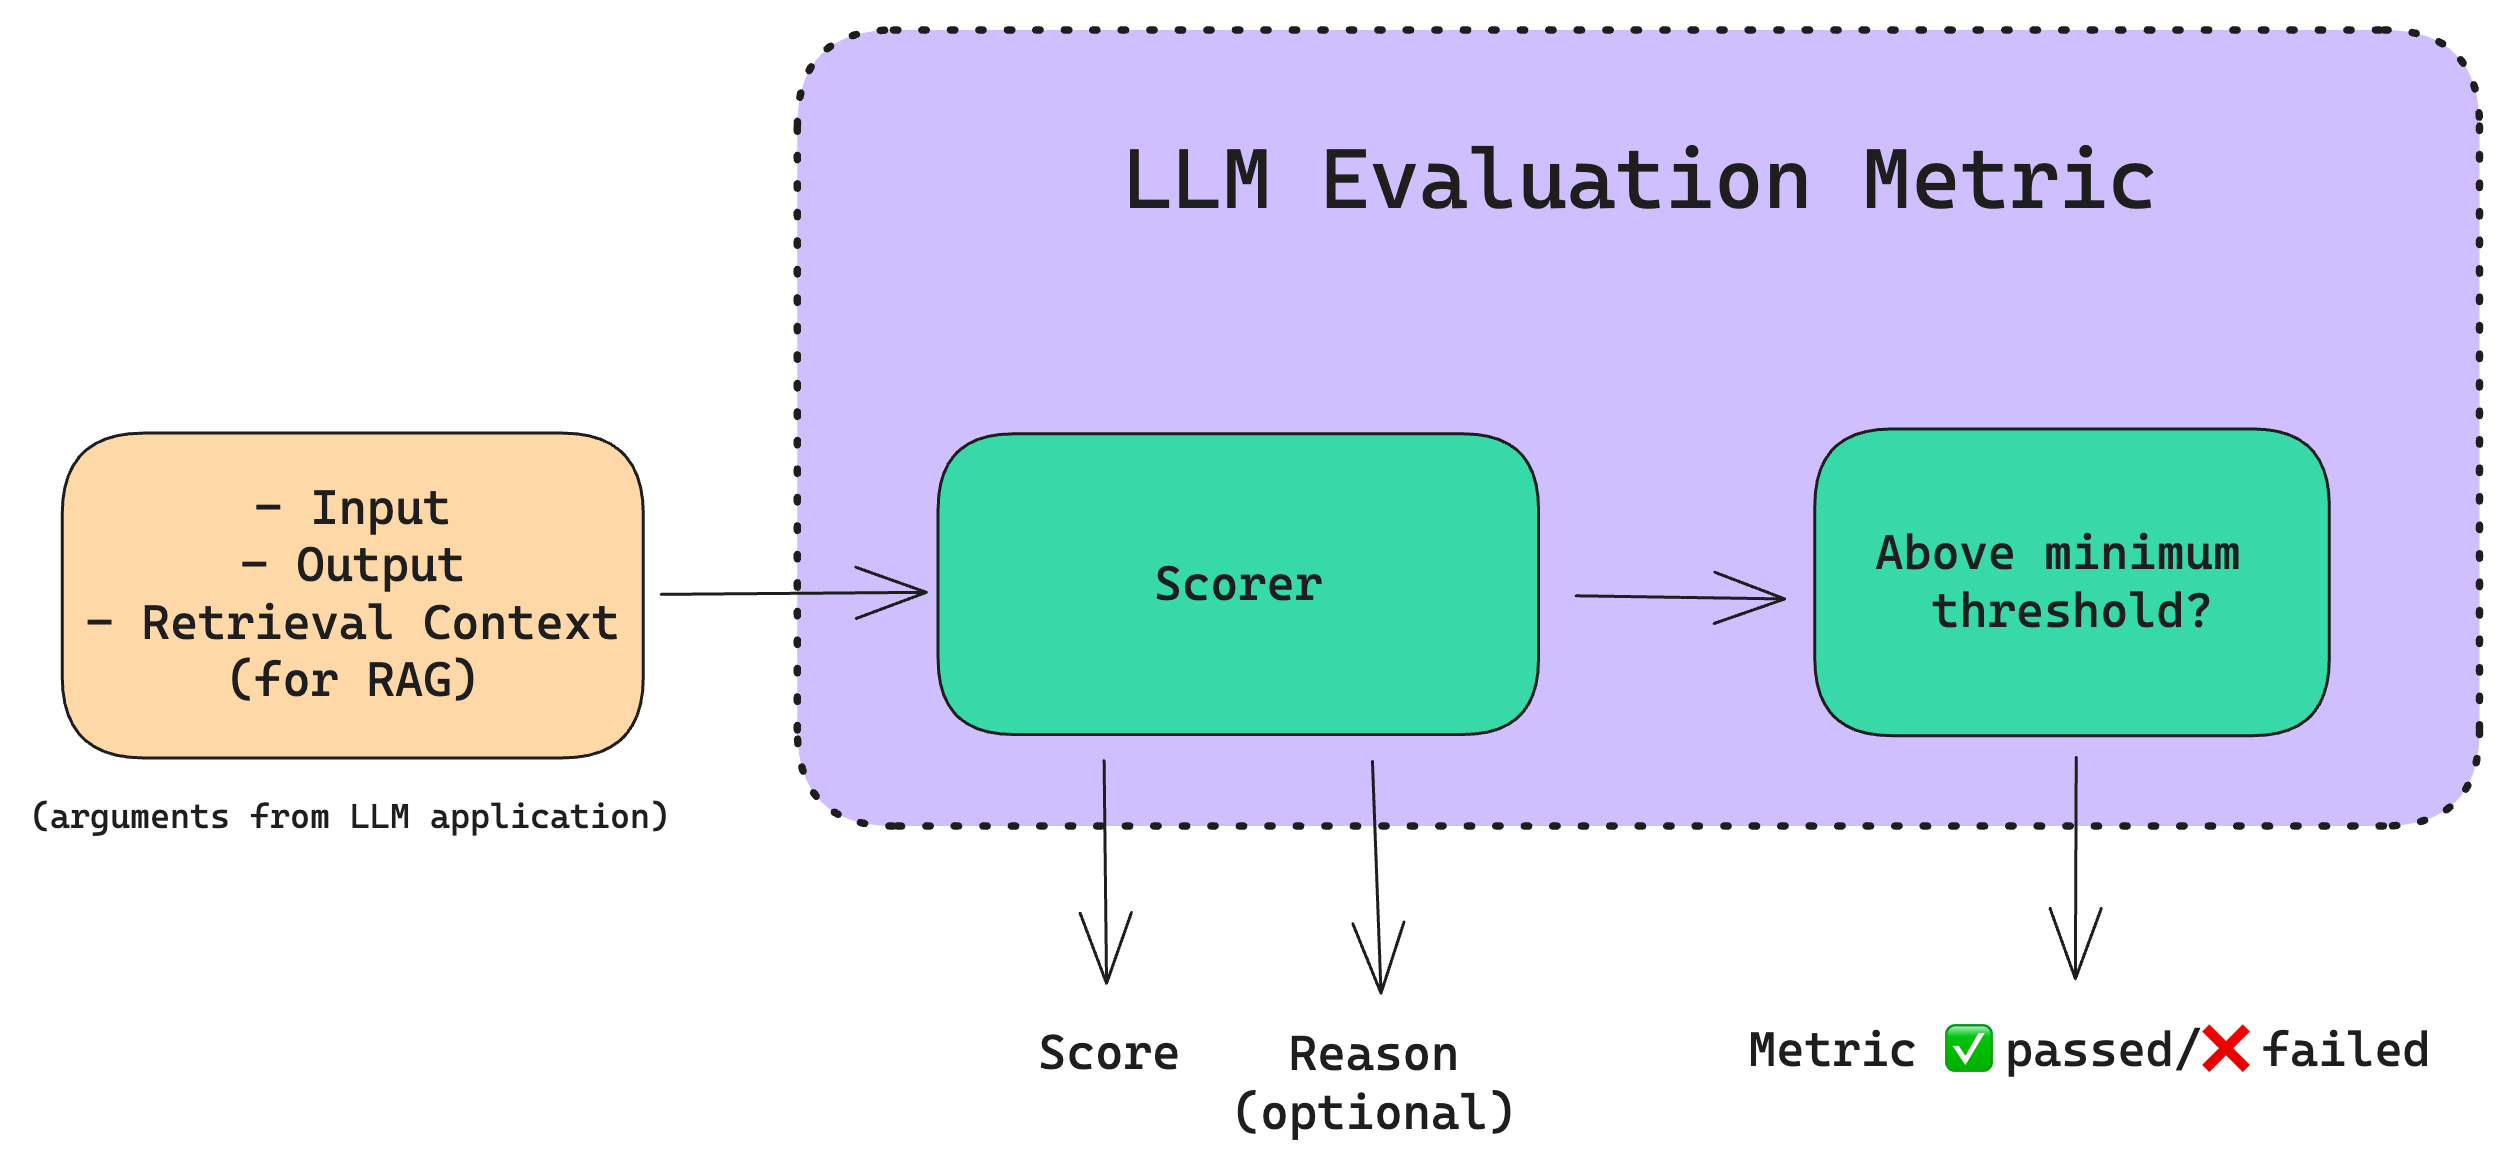 LLM Evaluation Metric
- Input
- Output
- Retrieval Context
(for RAG)
(arguments from LLM application)
Scorer
Above minimum
threshold?
Score
Reason
(optional)
Metric ✅ passed/❌ failed